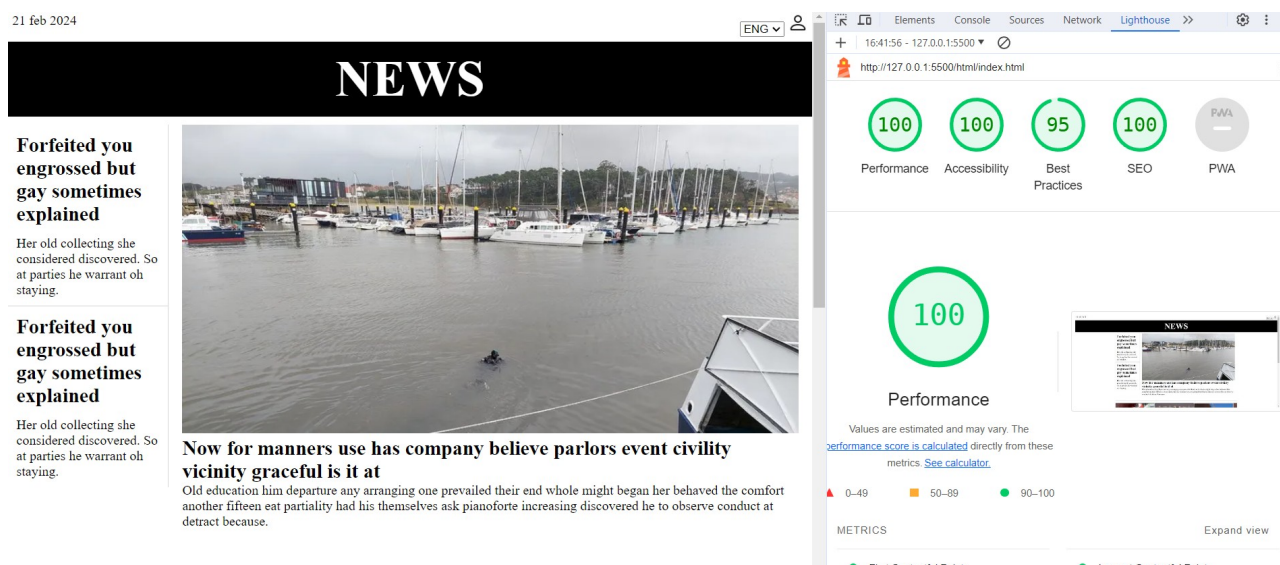 21 feb 2024
ENG
NEWS
Forfeited you
engrossed but
gay sometimes
explained
Her old collecting she
considered discovered. So
at parties he warrant oh
staying.
Forfeited you
engrossed but
gay sometimes
explained
Her old collecting she
considered discovered. So
at parties he warrant oh
staying.
Now for manners use has company believe parlors event civility
vicinity graceful is it at
Old education him departure any arranging one prevailed their end whole might began her behaved the comfort
another fifteen eat partiality had his themselves ask pianoforte increasing discovered he to observe conduct at
detract because.
Elements Console Sources Network Lighthouse
16:41:56 - 127.0.0.1:5500
http://127.0.0.1:5500/html/index.html
100 100 95 100 PWA
Performance Accessibility Best Practices SEO PWA
100
Performance
NEWS
Values are estimated and may vary. The
performance score is calculated directly from these
metrics. See calculator.
0–49 50–89 90–100
METRICS Expand view